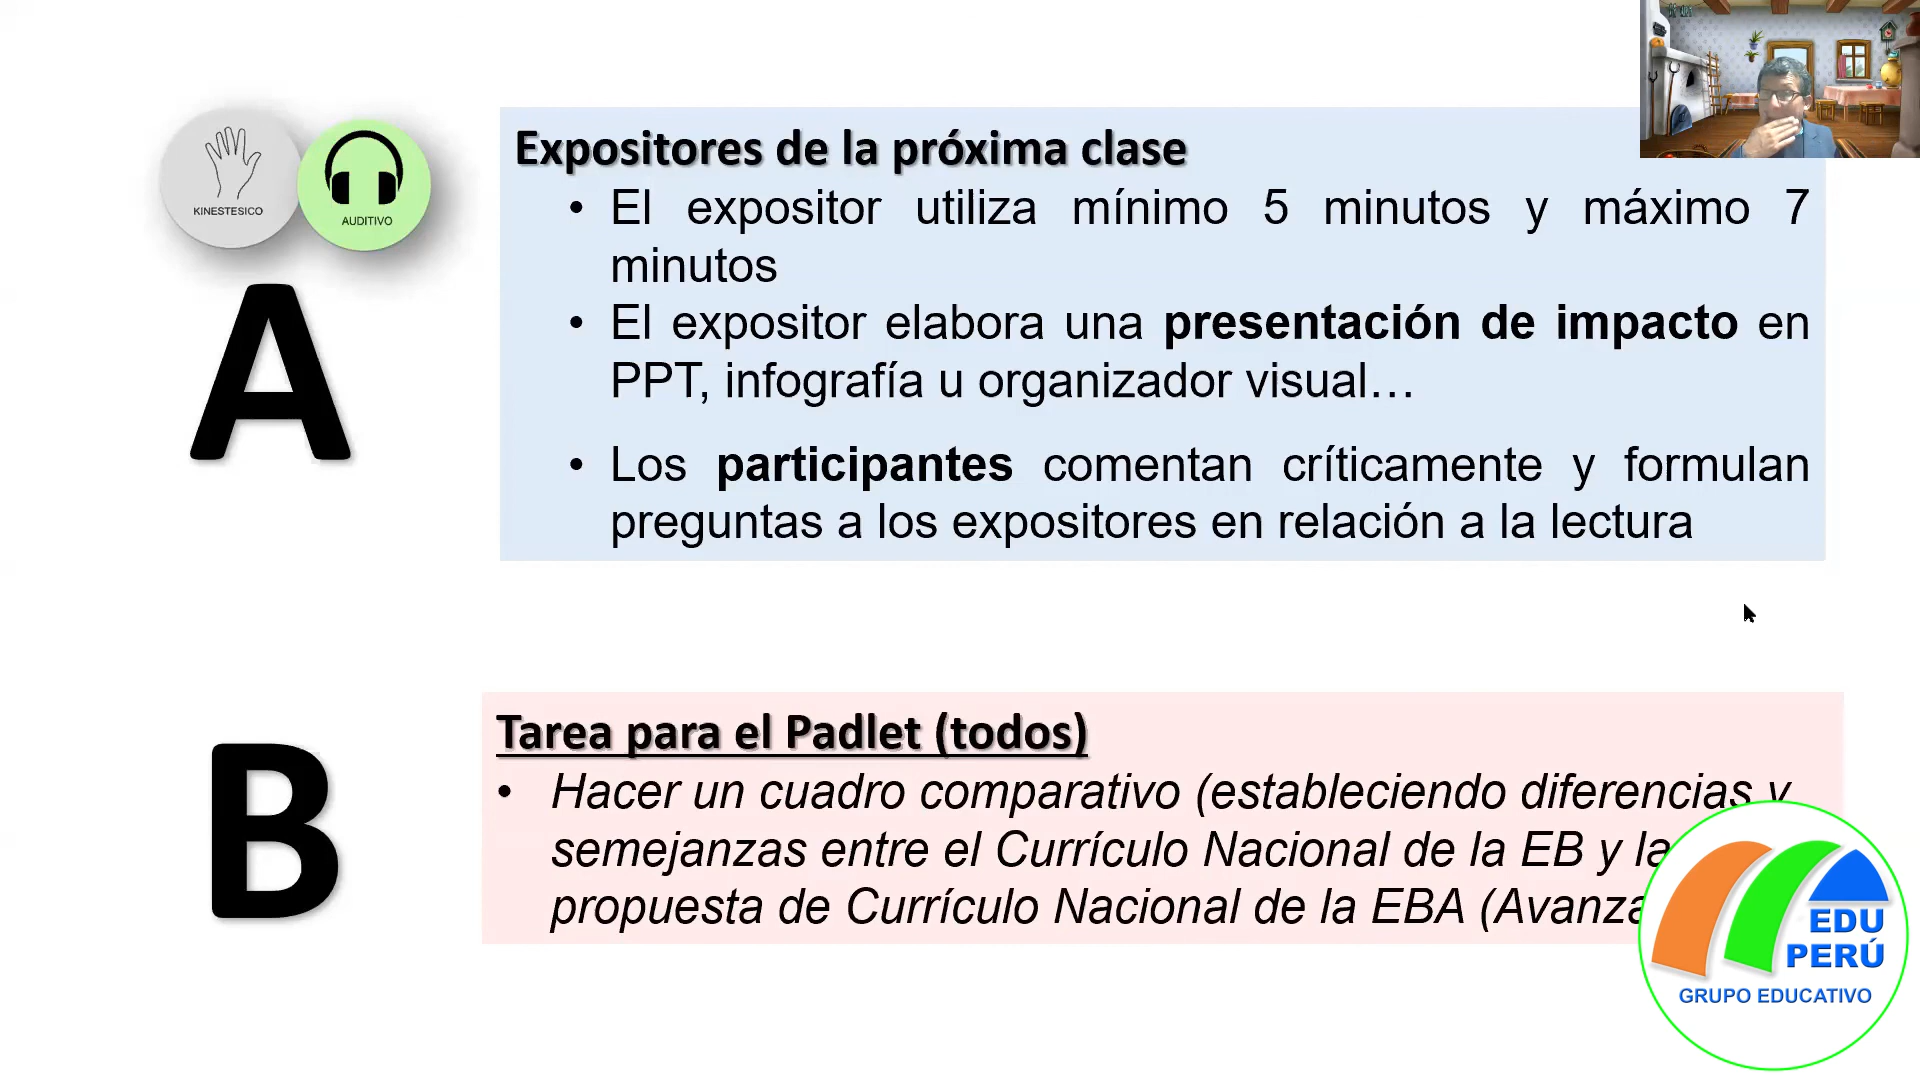 KINESTESICO
AUDITIVO
A
Expositores de la próxima clase
• El expositor utiliza mínimo 5 minutos y máximo 7
minutos
• El expositor elabora una presentación de impacto en
PPT, infografía u organizador visual…
• Los participantes comentan críticamente y formulan
preguntas a los expositores en relación a la lectura
B
Tarea para el Padlet (todos)
• Hacer un cuadro comparativo (estableciendo diferencias y
semejanzas entre el Currículo Nacional de la EB y la
propuesta de Currículo Nacional de la EBA (Avanza
EDU
PERÚ
GRUPO EDUCATIVO